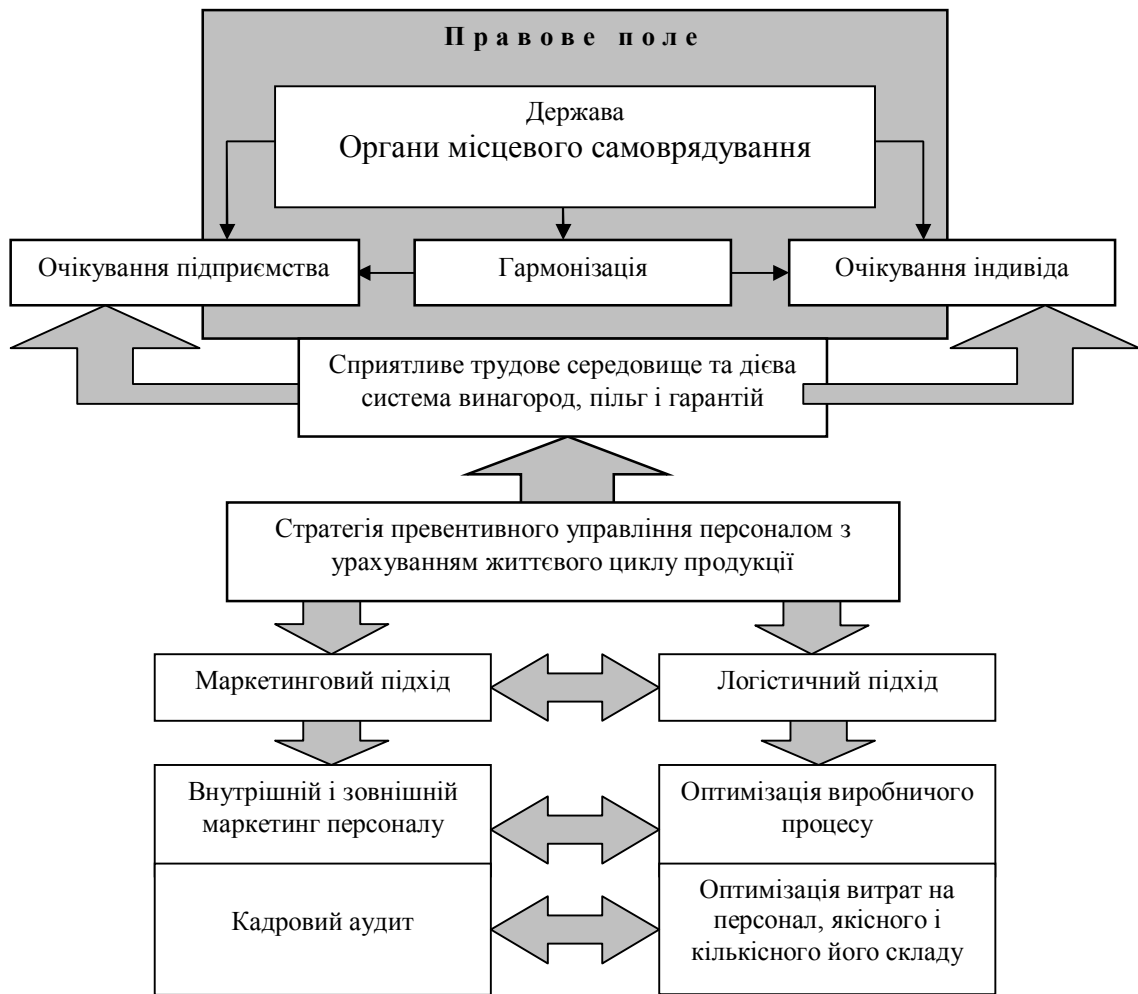 Правове поле
Держава
Органи місцевого самоврядування
Очікування підприємства
Гармонізація
Очікування індивіда
Сприятливе трудове середовище та дієва
система винагород, пільг і гарантій
Стратегія превентивного управління персоналом з
урахуванням життєвого циклу продукції
Маркетинговий підхід
Логістичний підхід
Внутрішній і зовнішній
маркетинг персоналу
Оптимізація виробничого
процесу
Кадровий аудит
Оптимізація витрат на
персонал, якісного і
кількісного його складу